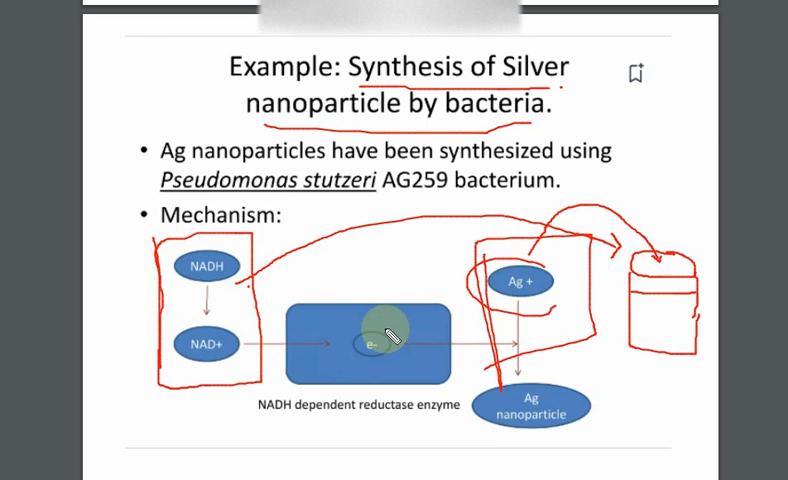 Example: Synthesis of Silver
nanoparticle by bacteria.
• Ag nanoparticles have been synthesized using
Pseudomonas stutzeri AG259 bacterium.
• Mechanism:
NADH
Ag +
NAD+
e-
NADH dependent reductase enzyme
Ag
nanoparticle